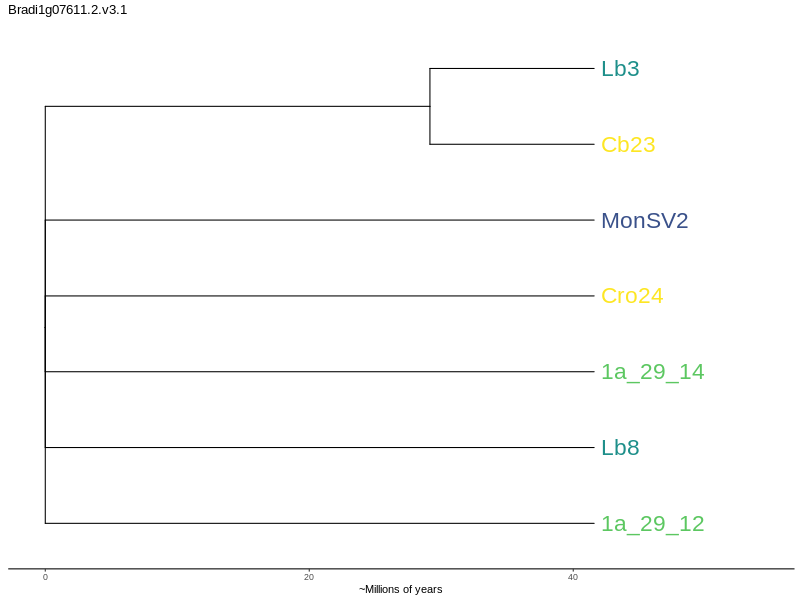 Bradi1g07611.2.v3.1
Lb3
Cb23
MonSV2
Cro24
1a_29_14
Lb8
1a_29_12
0 20 40
~Millions of years